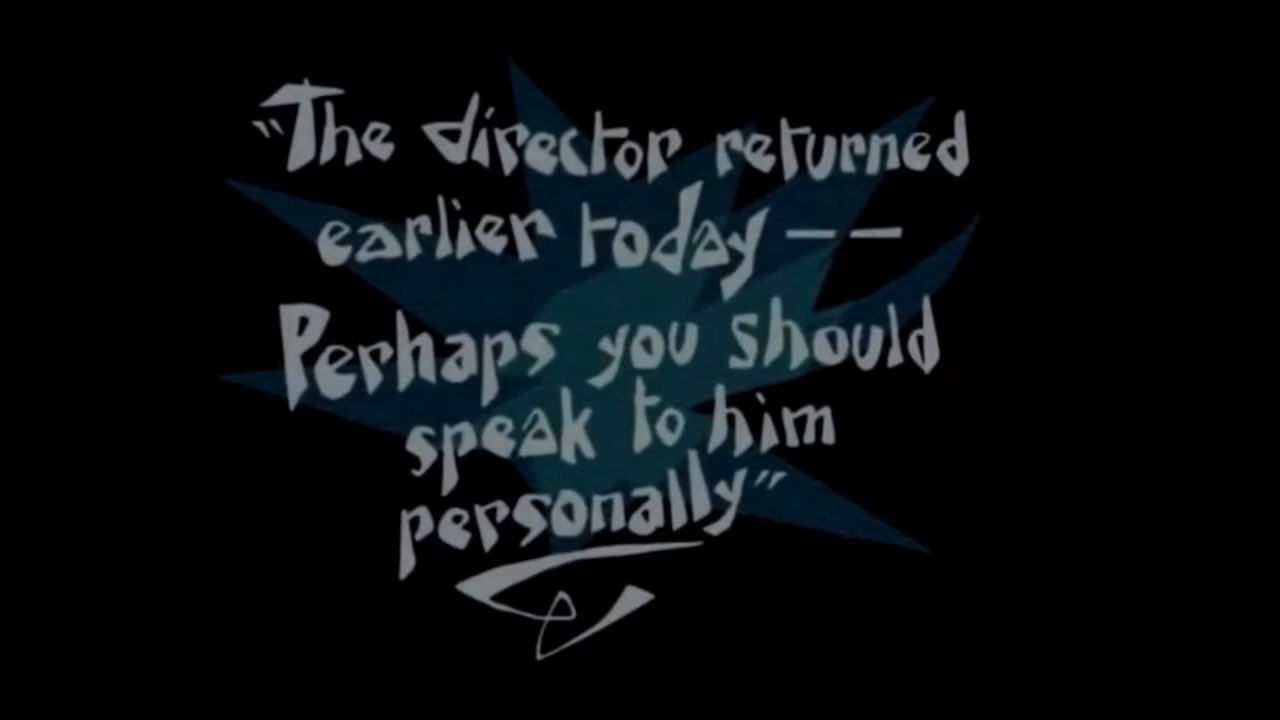 "The director returned
earlier today --
Perhaps you should
speak to him
personally"